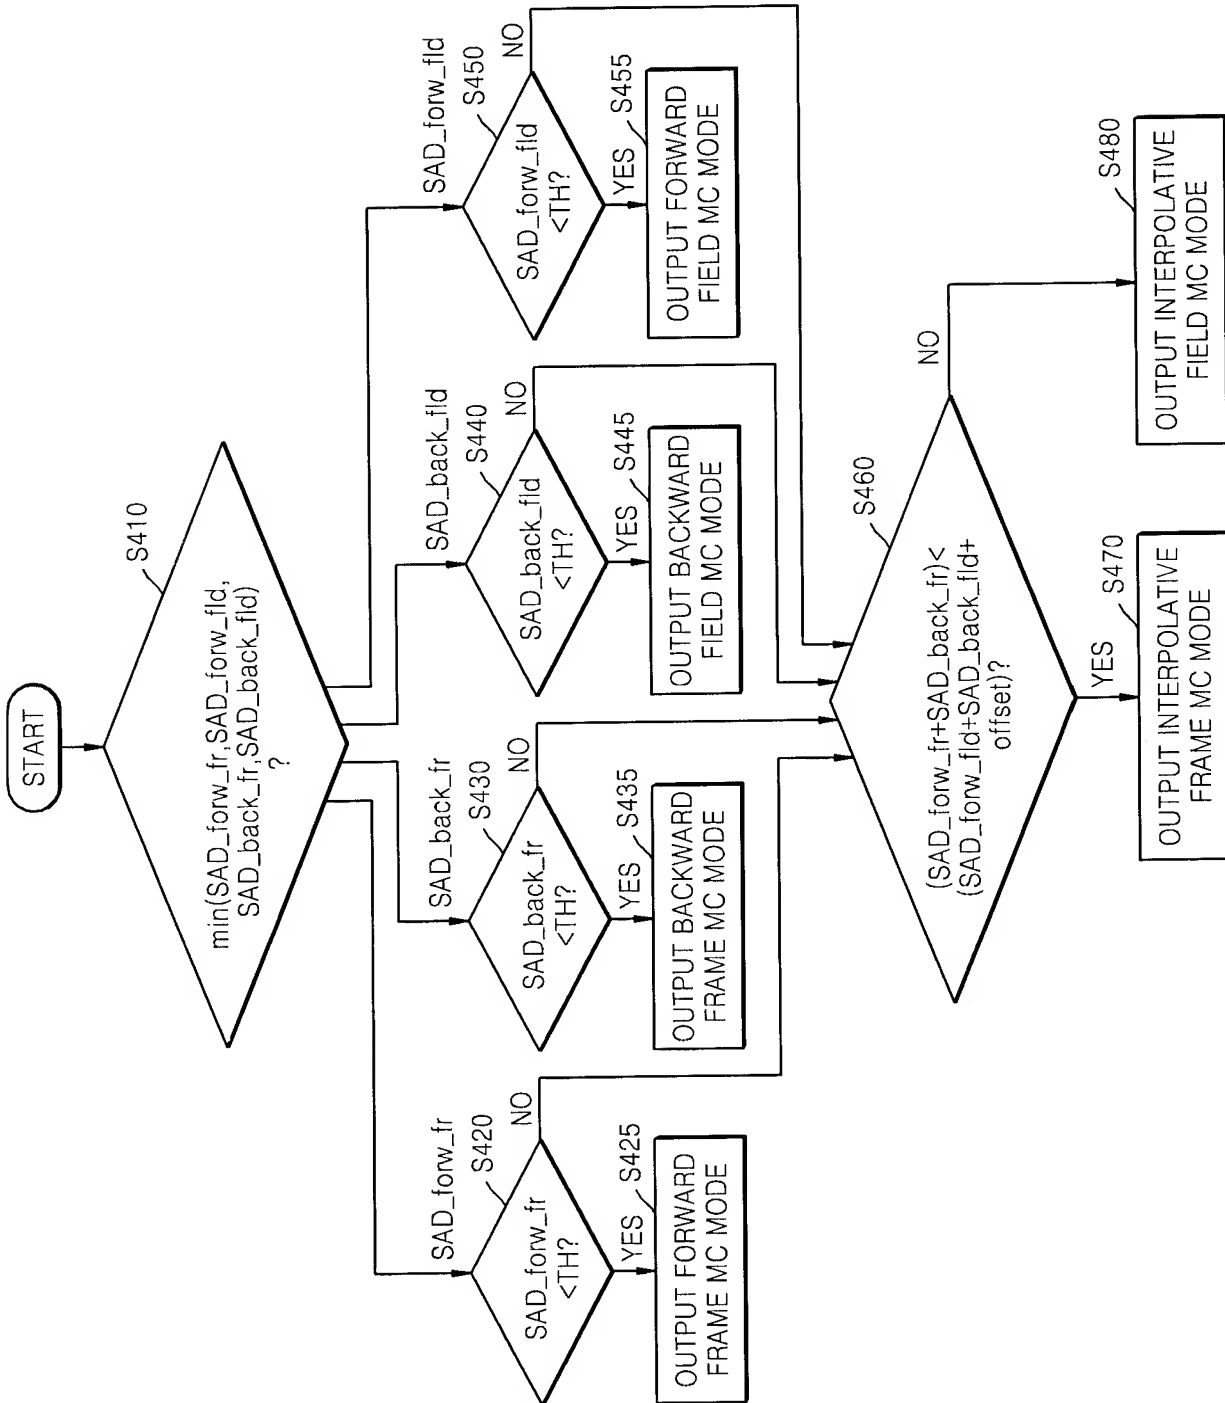 START
S410
min(SAD_forw_fr,SAD_forw_fld,
SAD_back_fr,SAD_back_fld)
?
SAD_forw_fr
S420
SAD_forw_fr
<TH?
NO
YES
S425
OUTPUT FORWARD
FRAME MC MODE
SAD_back_fr
S430
SAD_back_fr
<TH?
NO
YES
S435
OUTPUT BACKWARD
FRAME MC MODE
SAD_back_fld
S440
SAD_back_fld
<TH?
NO
YES
S445
OUTPUT BACKWARD
FIELD MC MODE
SAD_forw_fld
S450
SAD_forw_fld
<TH?
NO
YES
S455
OUTPUT FORWARD
FIELD MC MODE
S460
(SAD_forw_fr+SAD_back_fr)<
(SAD_forw_fld+SAD_back_fld+
offset)?
YES
S470
OUTPUT INTERPOLATIVE
FRAME MC MODE
NO
S480
OUTPUT INTERPOLATIVE
FIELD MC MODE